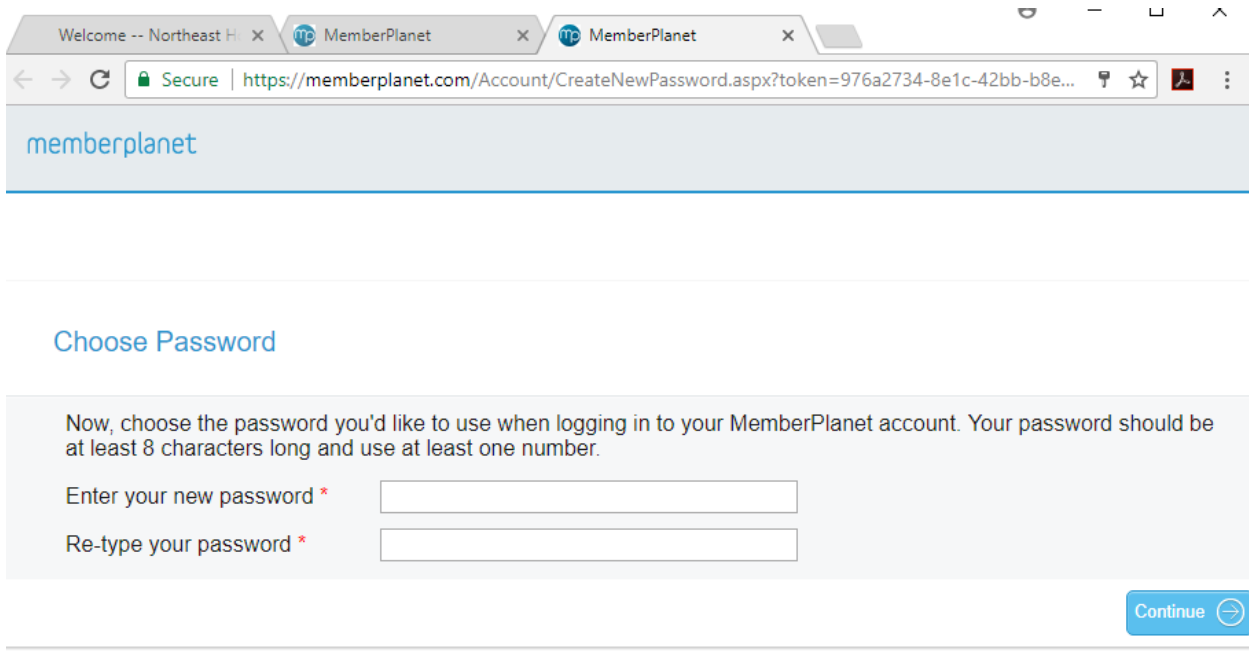 Welcome -- Northeast H
MemberPlanet
MemberPlanet
Secure | https://memberplanet.com/Account/CreateNewPassword.aspx?token=976a2734-8e1c-42bb-b8e...
memberplanet
Choose Password
Now, choose the password you'd like to use when logging in to your MemberPlanet account. Your password should be
at least 8 characters long and use at least one number.
Enter your new password *
Re-type your password *
Continue